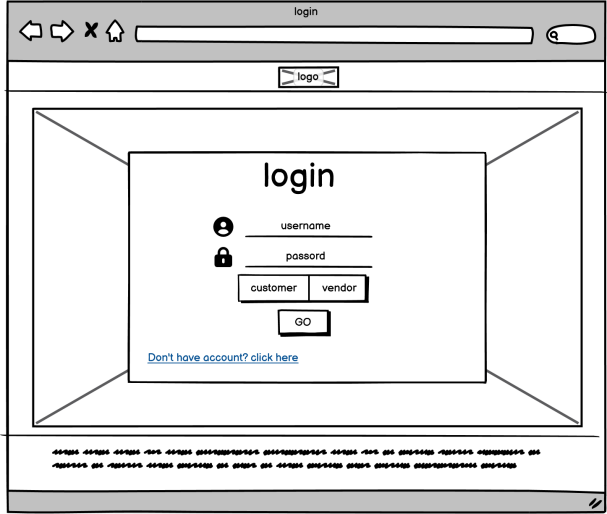 login
logo
login
username
passord
customer vendor
GO
Don't have account? click here